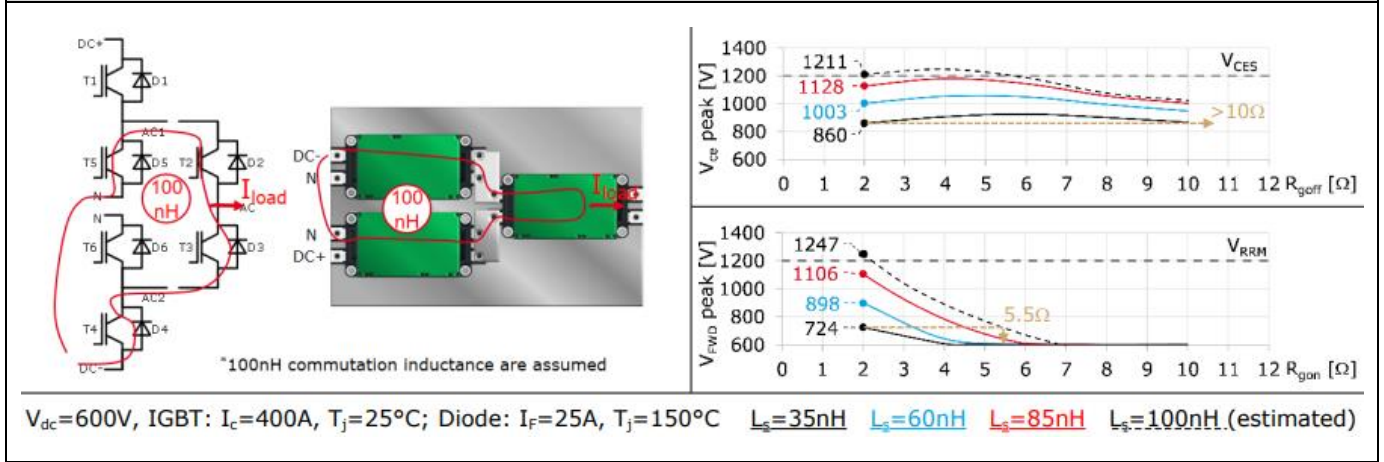 DC+
T1
D1
AC1
T5
D5
T2
D2
N
100
nH
I load
AC
N
T6
D6
T3
D3
AC2
T4
D4
DC-
DC-
N
N
DC+
100
nH
I load
*100nH commutation inductance are assumed
Vce peak [V]
1400
1200
1000
800
600
1211
1128
1003
860
VCES
>10Ω
0 1 2 3 4 5 6 7 8 9 10 11 12 Rgoff [Ω]
VFWD peak [V]
1400
1200
1000
800
600
1247
1106
898
724
VRRM
5.5Ω
0 1 2 3 4 5 6 7 8 9 10 11 12 Rgon [Ω]
Vdc=600V, IGBT: Ic=400A, Tj=25°C; Diode: IF=25A, Tj=150°C Ls=35nH Ls=60nH Ls=85nH Ls=100nH (estimated)